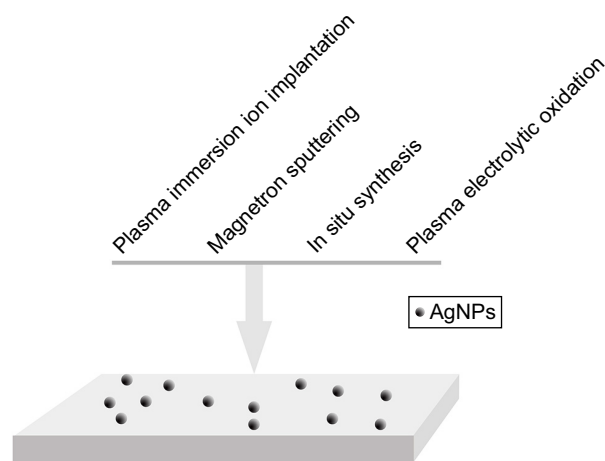 Plasma immersion ion implantation
Magnetron sputtering
In situ synthesis
Plasma electrolytic oxidation
AgNPs